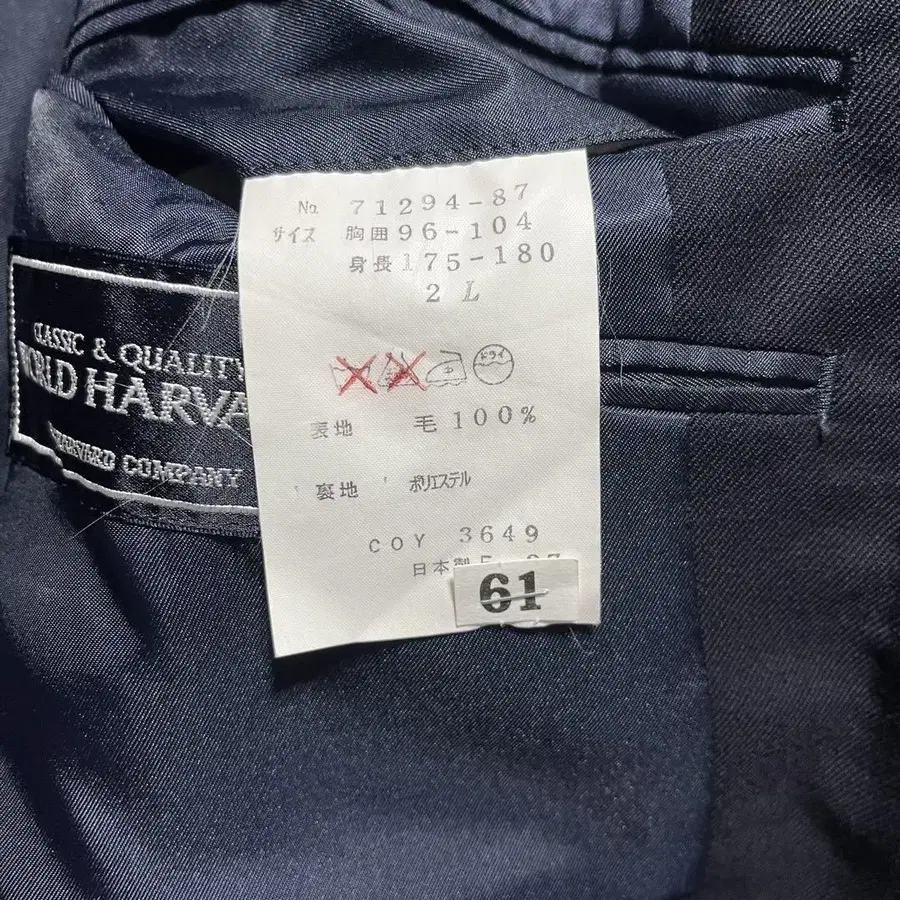 No. 71294-87
サイズ 胸囲 96-104
身長 175-180
2L
ドライ
表地 毛 100%
裏地 ポリエステル
COY 3649
日本製
61
CLASSIC & QUALITY
WORLD
HARVARD COMPANY